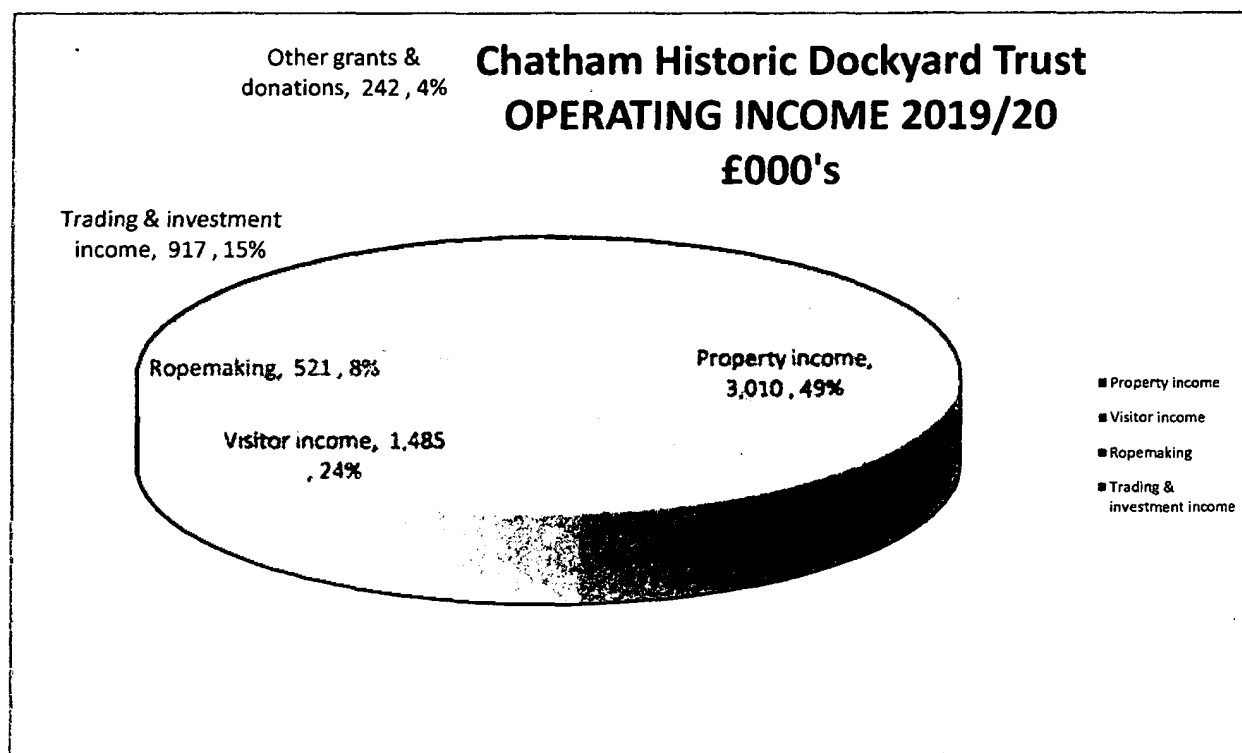 Other grants &
donations, 242 , 4%
Chatham Historic Dockyard Trust
OPERATING INCOME 2019/20
£000's
Trading & investment
income, 917 , 15%
Ropemaking, 521 , 8%
Property income,
3,010 , 49%
Visitor income, 1,485
, 24%
Property income
Visitor income
Ropemaking
Trading &
investment income